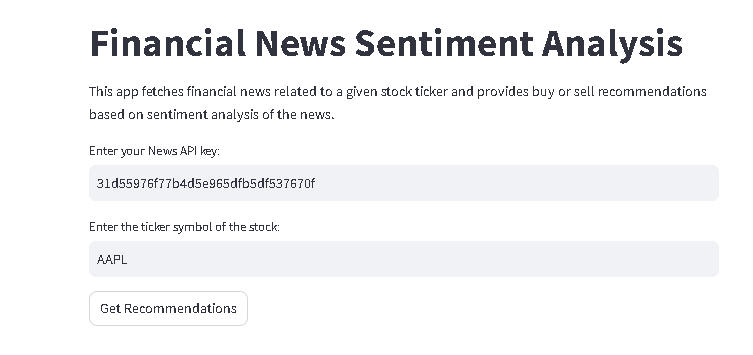 Financial News Sentiment Analysis
This app fetches financial news related to a given stock ticker and provides buy or sell recommendations
based on sentiment analysis of the news.
Enter your News API key:
31d55976f77b4d5e965dfb5df537670f
Enter the ticker symbol of the stock:
AAPL
Get Recommendations